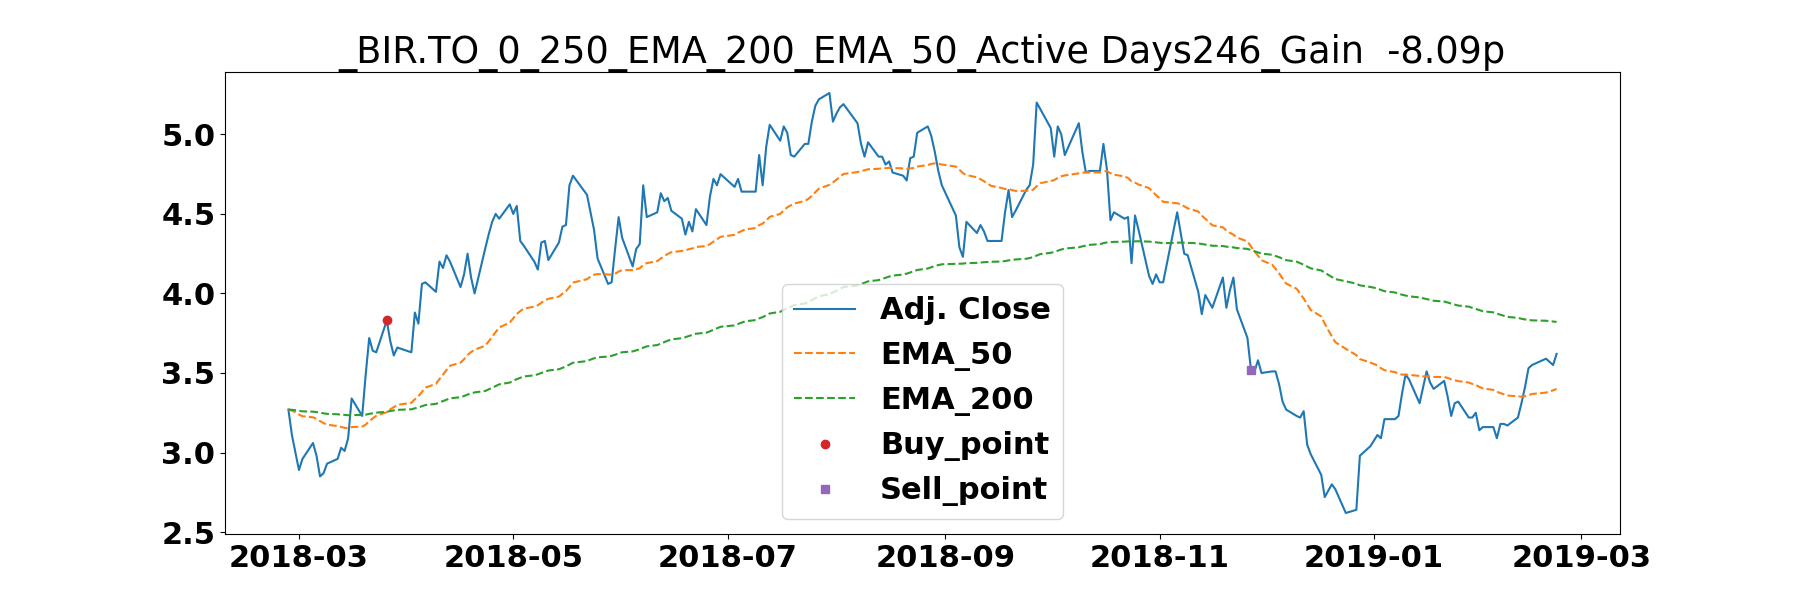 _BIR.TO_0_250_EMA_200_EMA_50_Active Days246_Gain  -8.09p
5.0
4.5
4.0
3.5
3.0
2.5
Adj. Close
EMA_50
EMA_200
Buy_point
Sell_point
2018-03 2018-05 2018-07 2018-09 2018-11 2019-01 2019-03